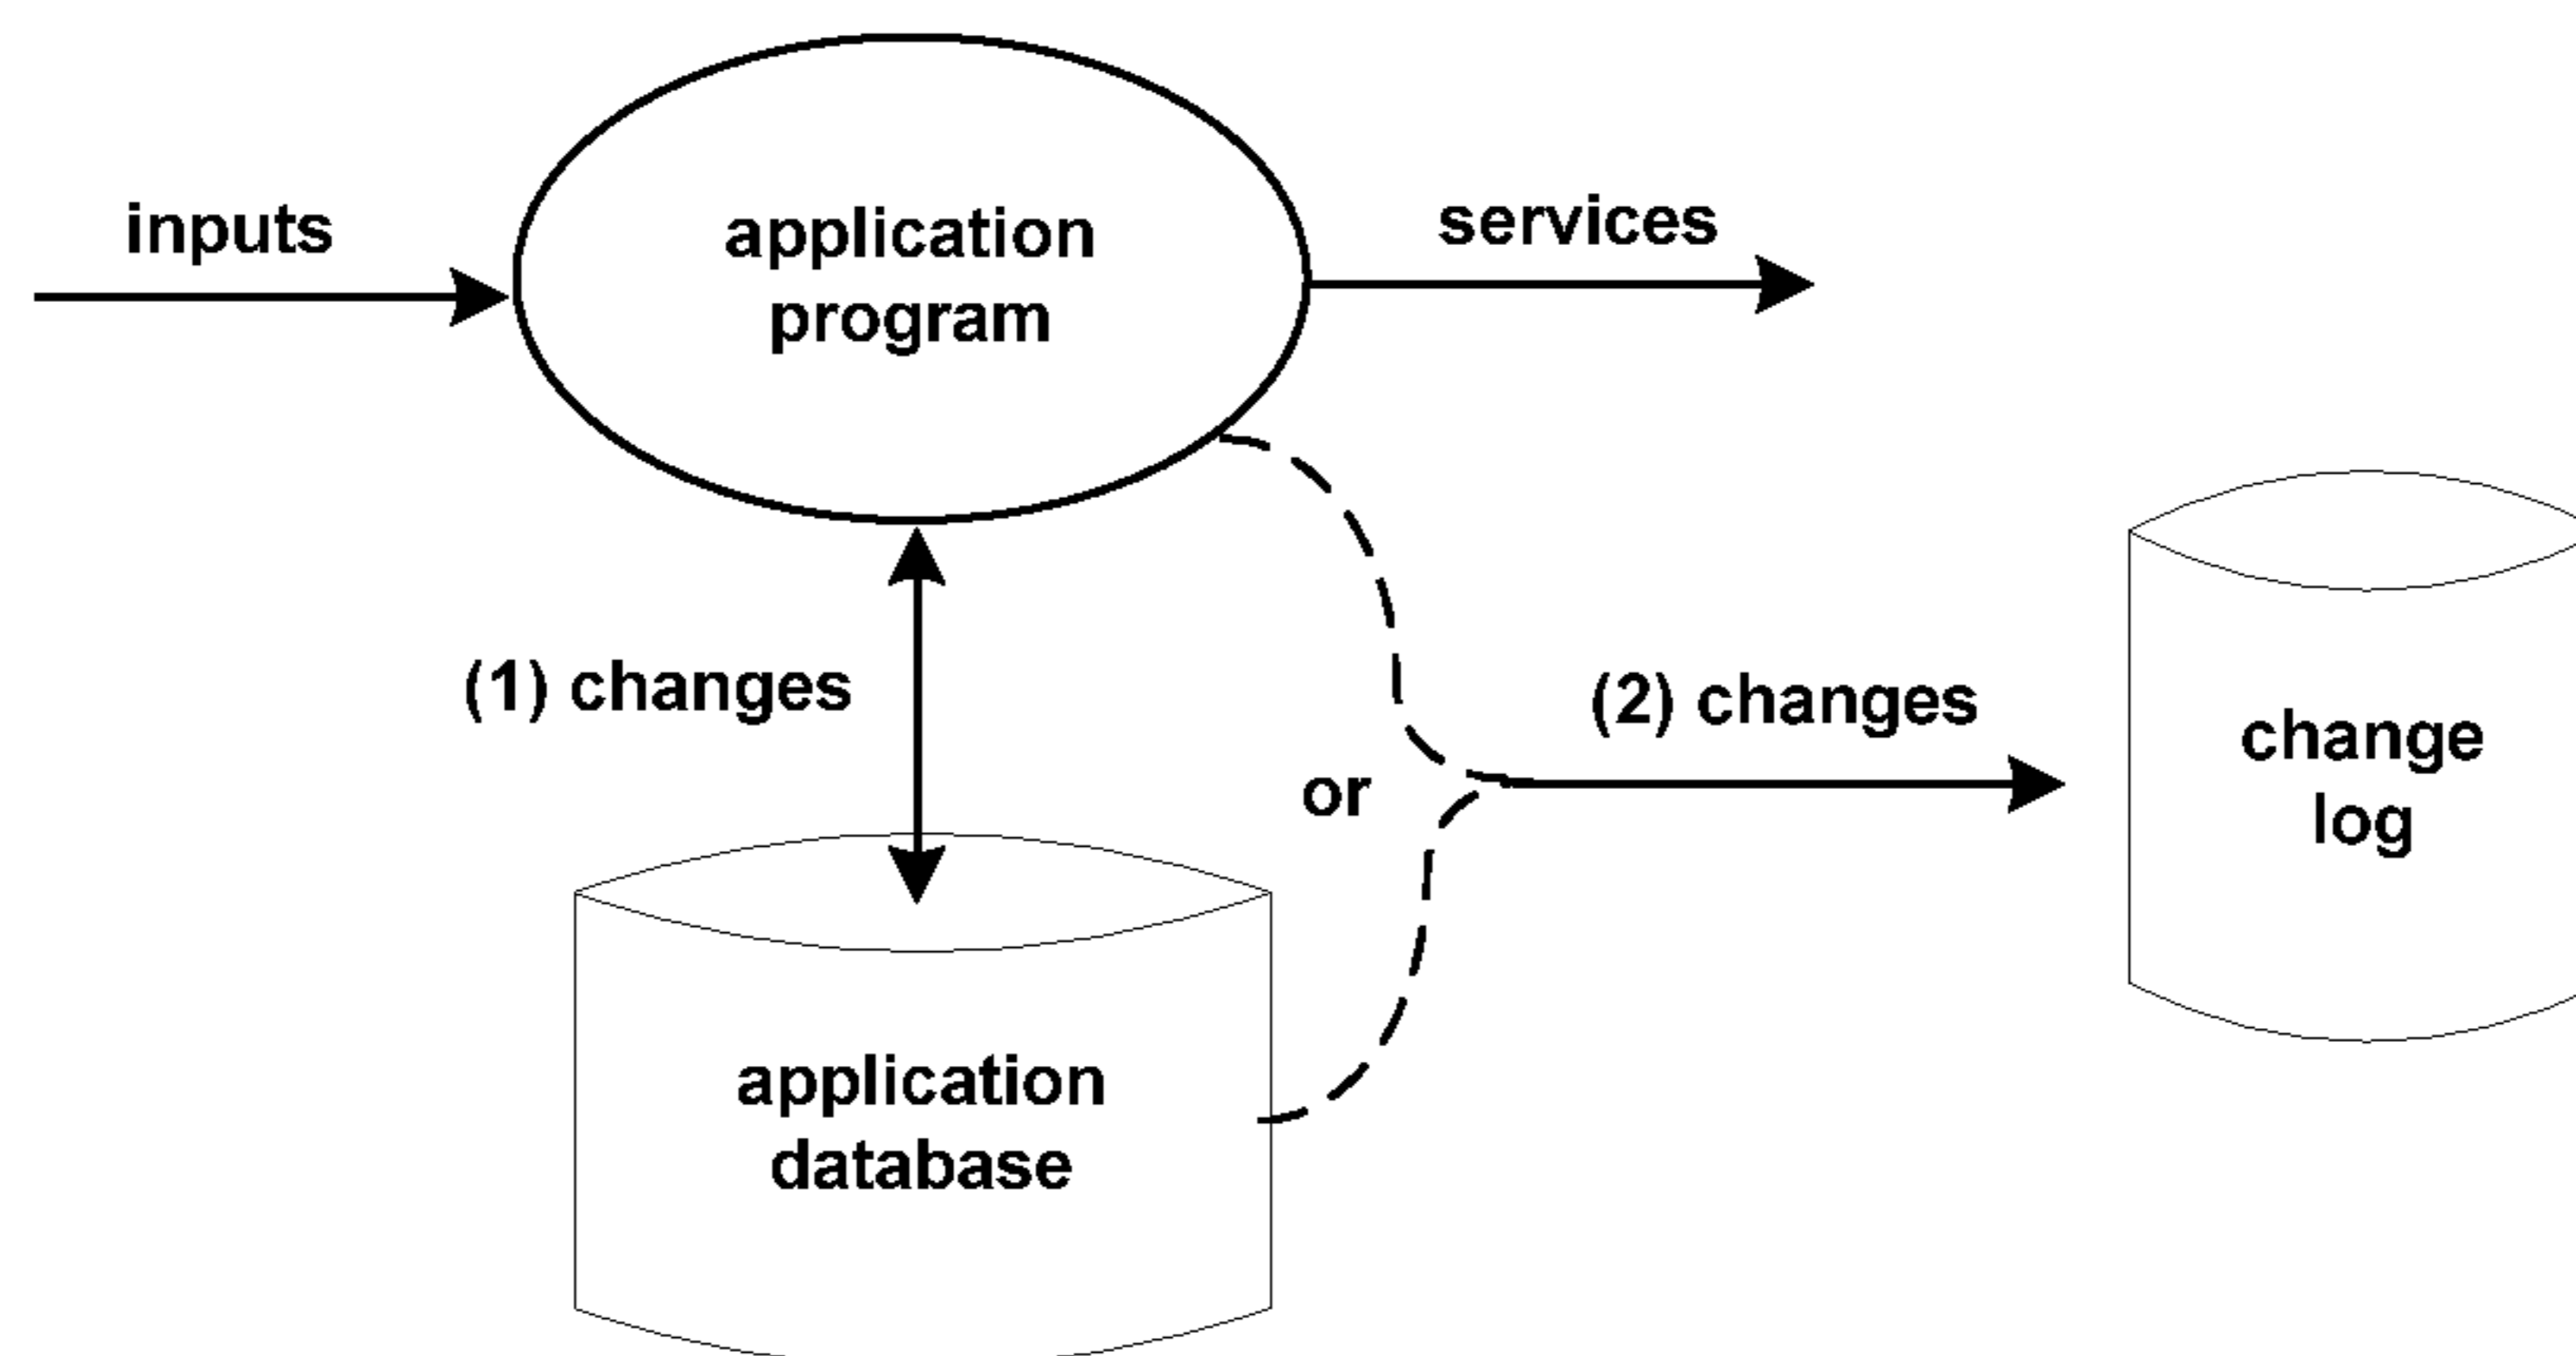 inputs
application
program
services
(1) changes
or
(2) changes
change
log
application
database